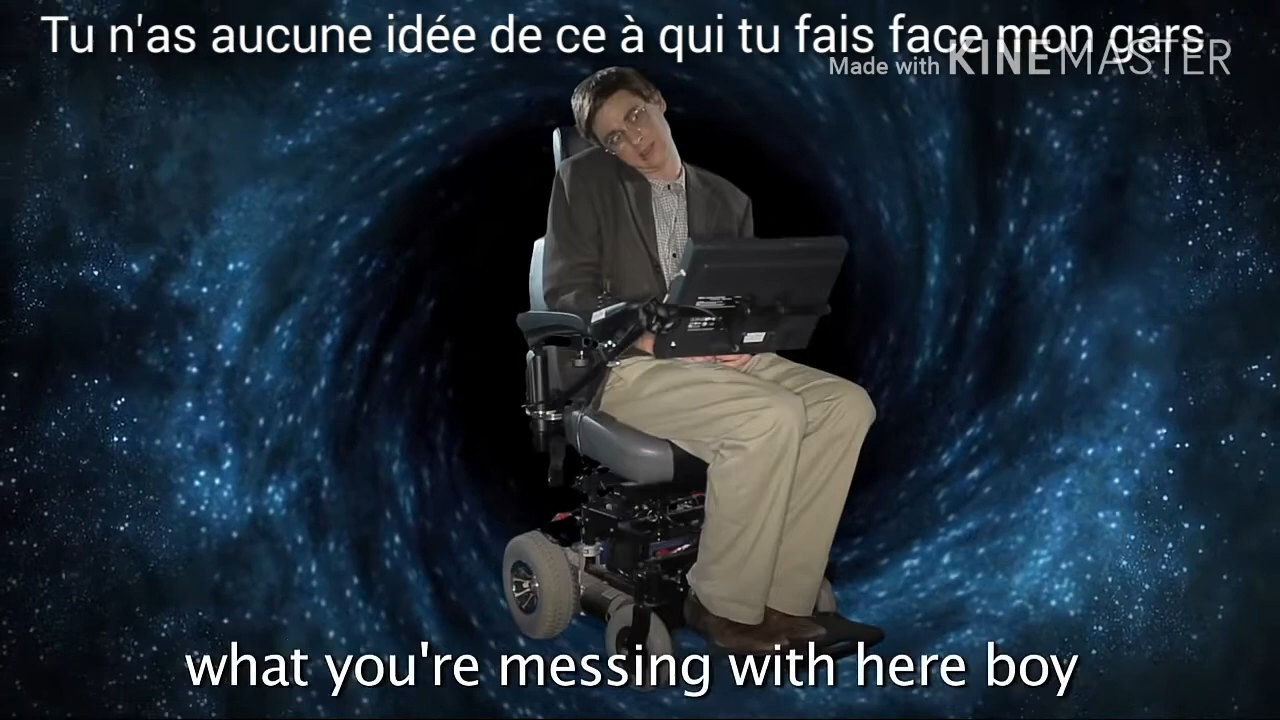 Tu n'as aucune idée de ce à qui tu fais face mon gars
Made with KINEMASTER
what you're messing with here boy